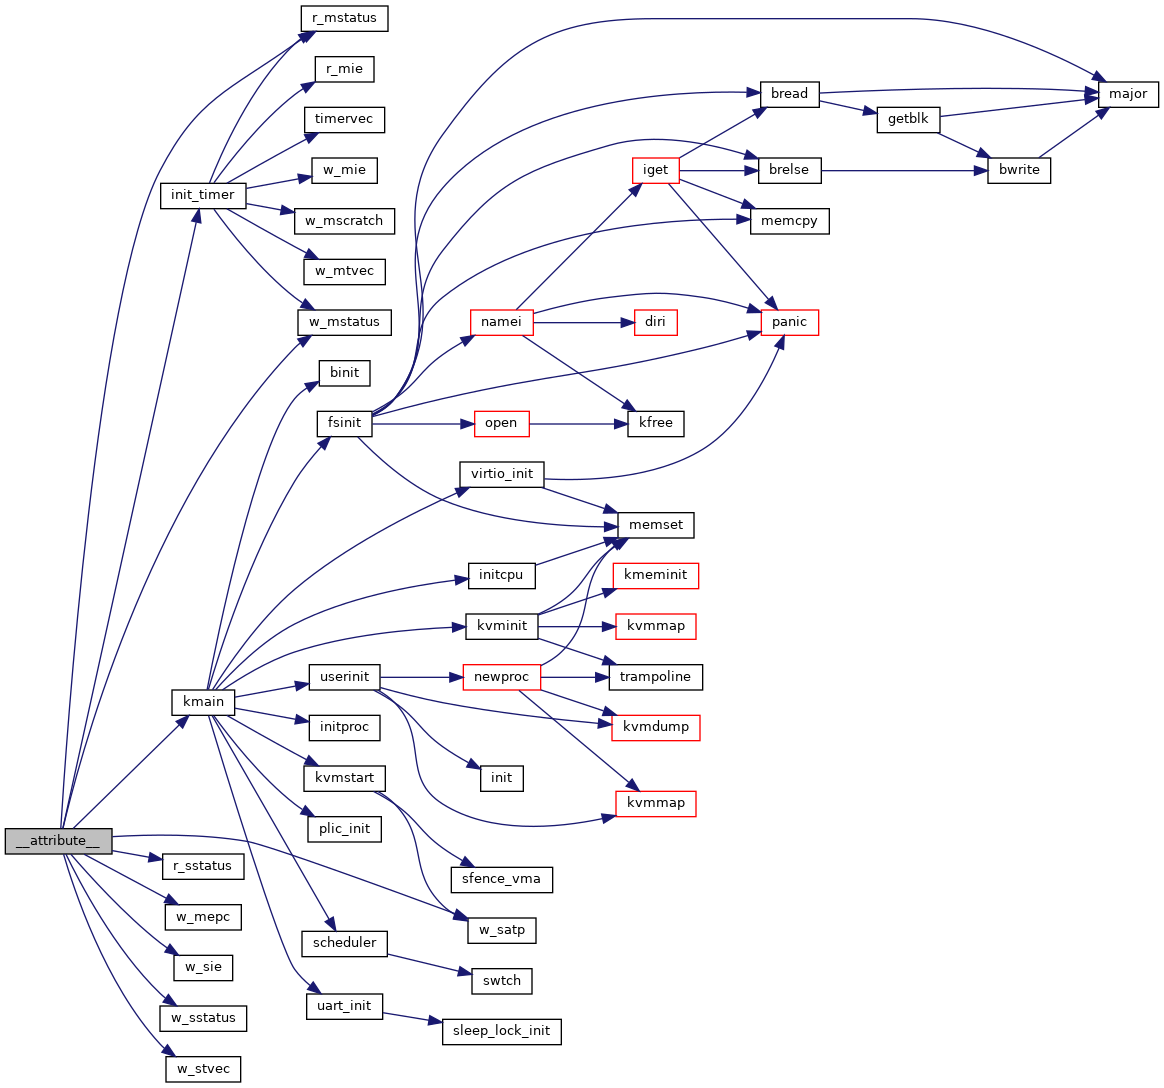 r_mstatus
r_mie
timervec
w_mie
init_timer
w_mscratch
w_mtvec
w_mstatus
binit
fsinit
bread
major
getblk
iget
brelse
bwrite
memcpy
namei
diri
panic
open
kfree
virtio_init
memset
initcpu
kmeminit
kvminit
kvmmap
userinit
newproc
trampoline
kmain
initproc
kvmdump
kvmstart
init
kvmmap
plic_init
__attribute__
r_sstatus
sfence_vma
w_mepc
w_satp
scheduler
w_sie
swtch
uart_init
w_sstatus
sleep_lock_init
w_stvec